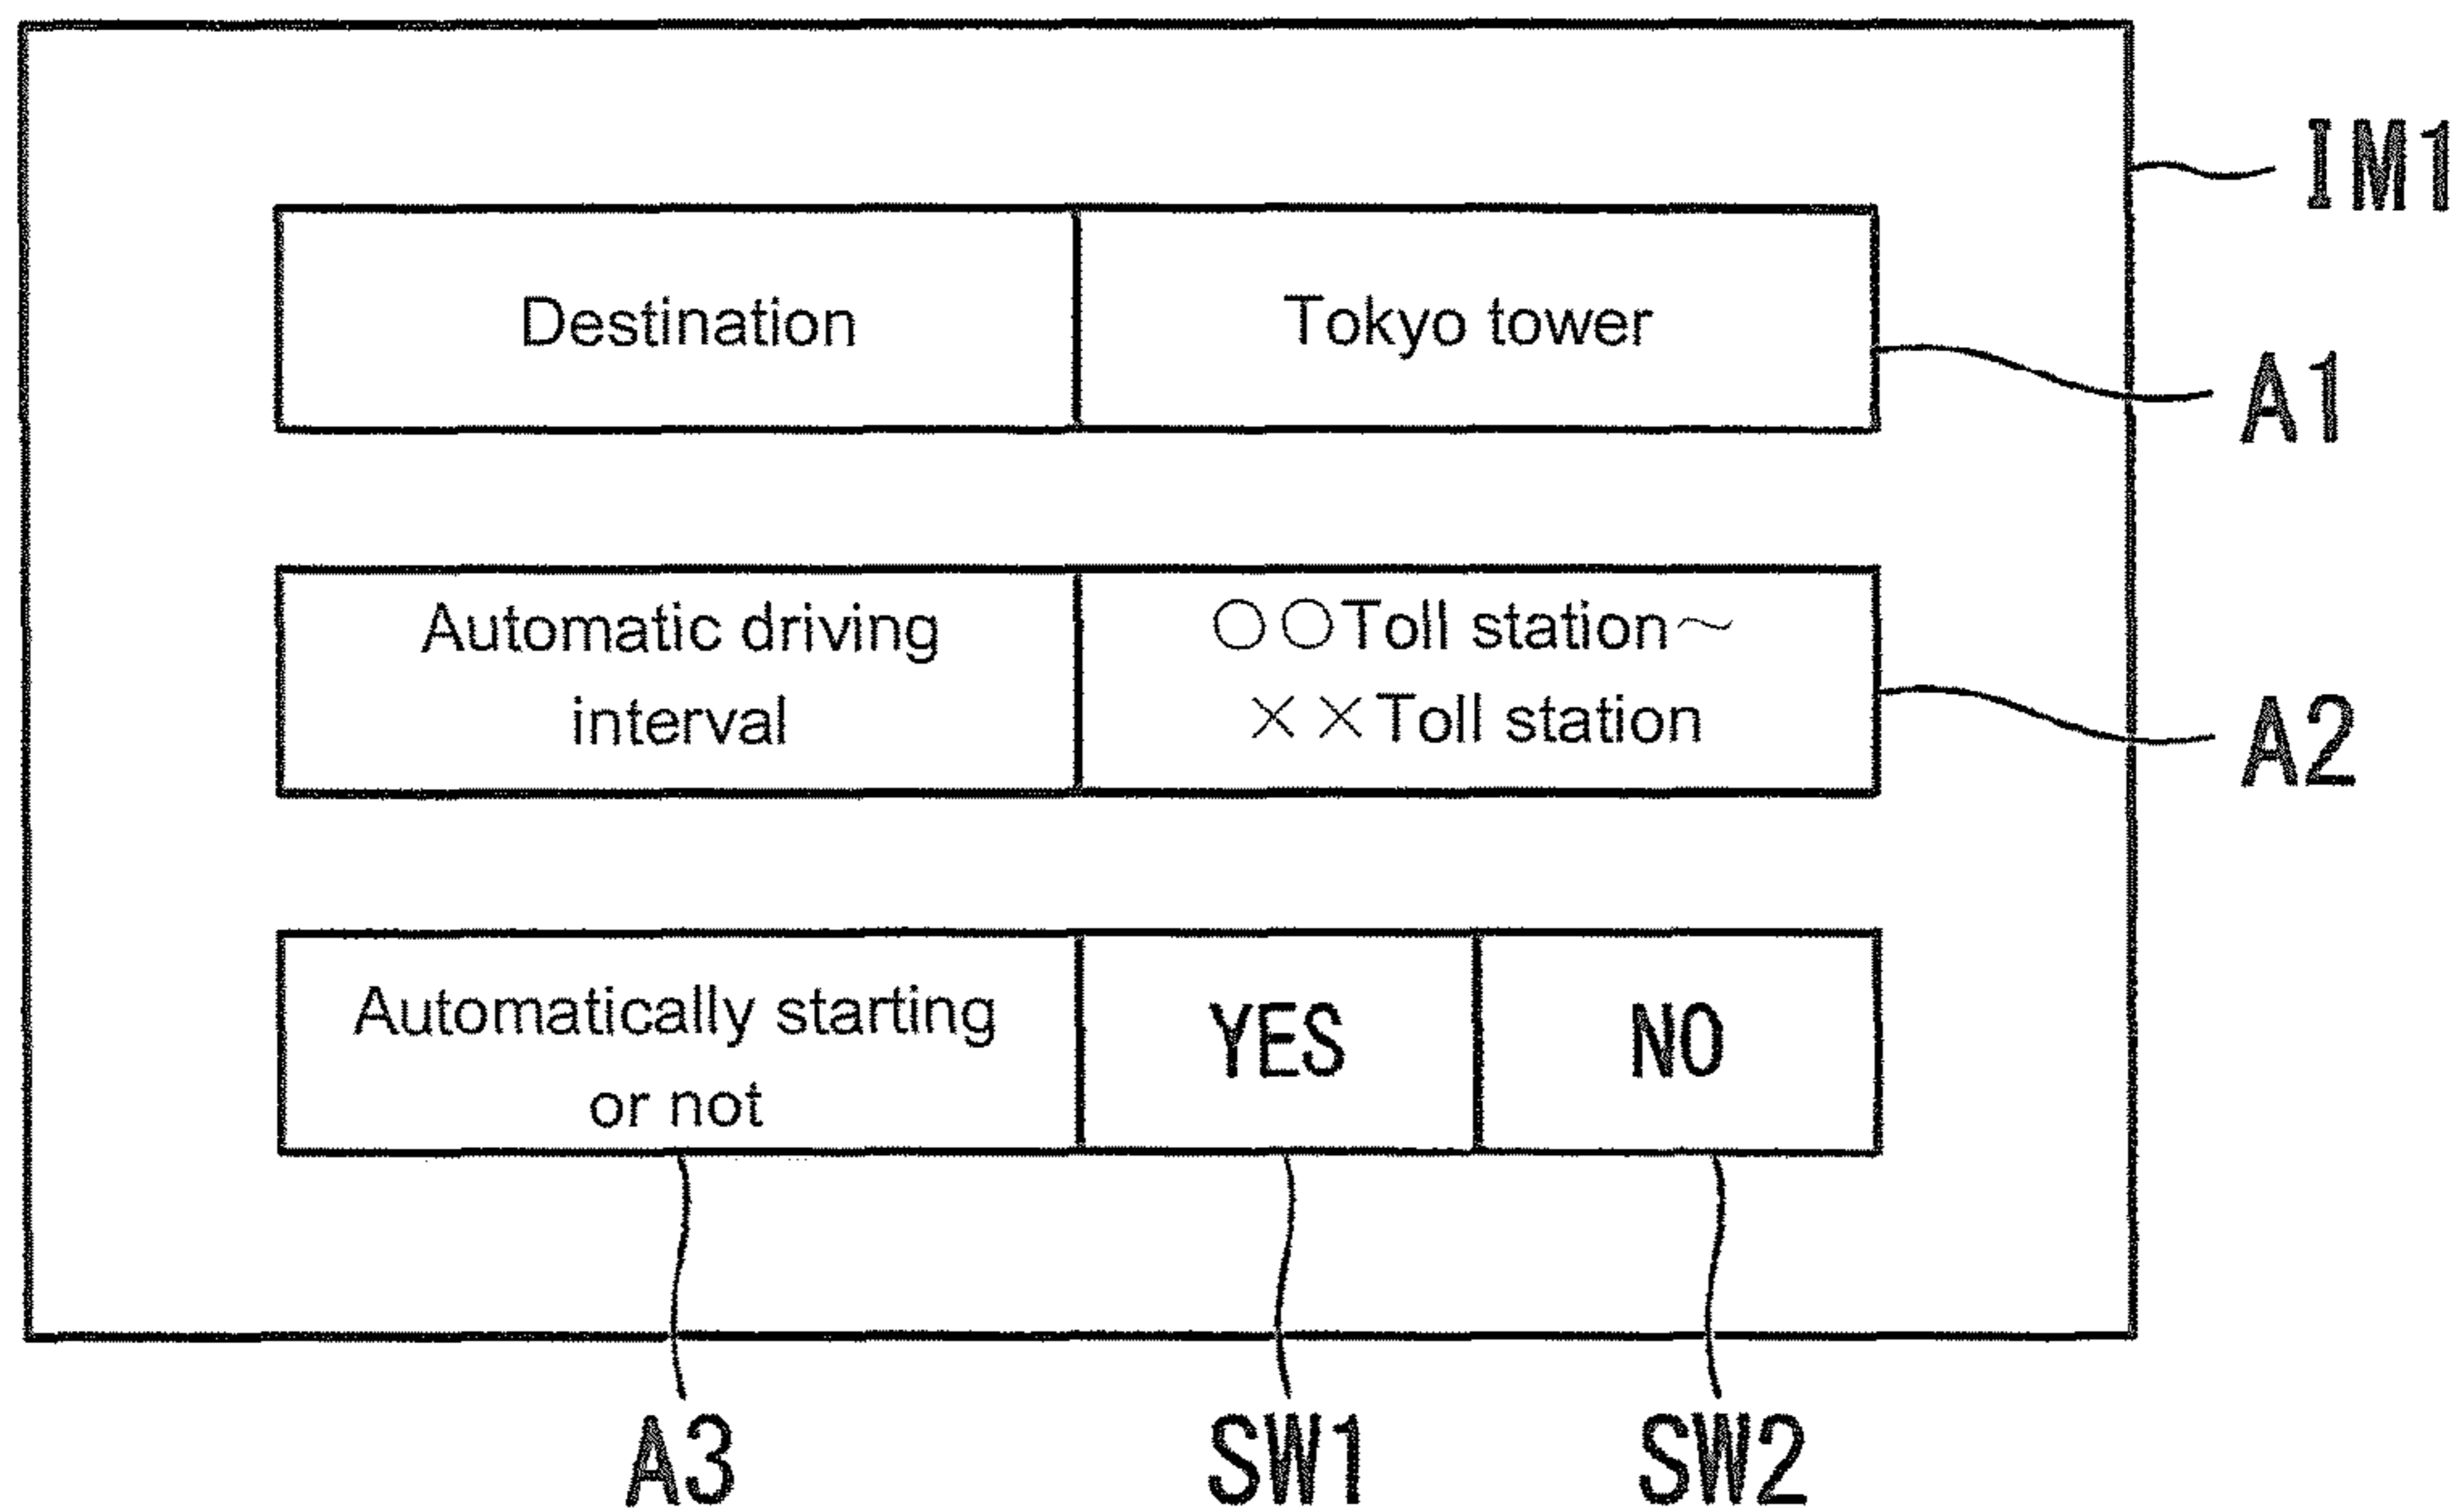 IM1
Destination
Tokyo tower
A1
Automatic driving
interval
○○Toll station~
××Toll station
A2
Automatically starting
or not
YES
NO
A3
SW1
SW2